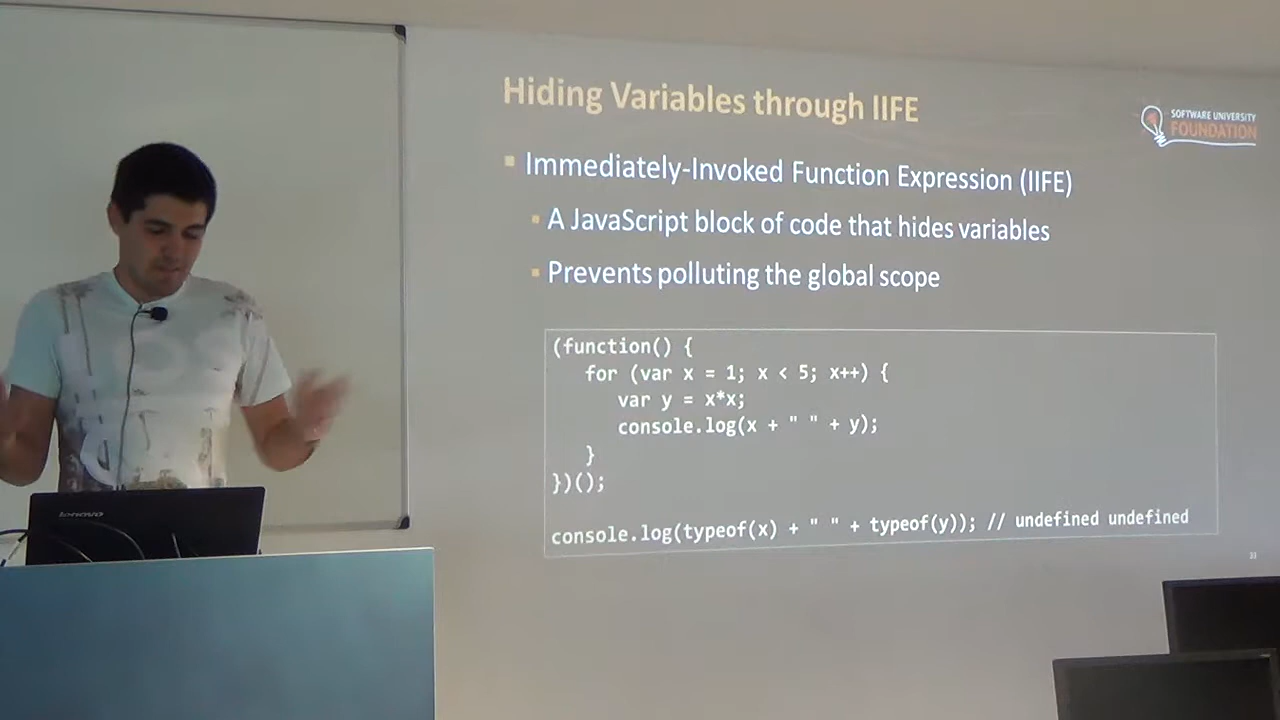 Hiding Variables through IIFE
SOFTWARE UNIVERSITY
FOUNDATION
Immediately-Invoked Function Expression (IIFE)
A JavaScript block of code that hides variables
Prevents polluting the global scope
(function() {
for (var x = 1; x < 5; x++) {
var y = x*x;
console.log(x + " " + y);
}
})();
console.log(typeof(x) + " " + typeof(y)); // undefined undefined
lenovo